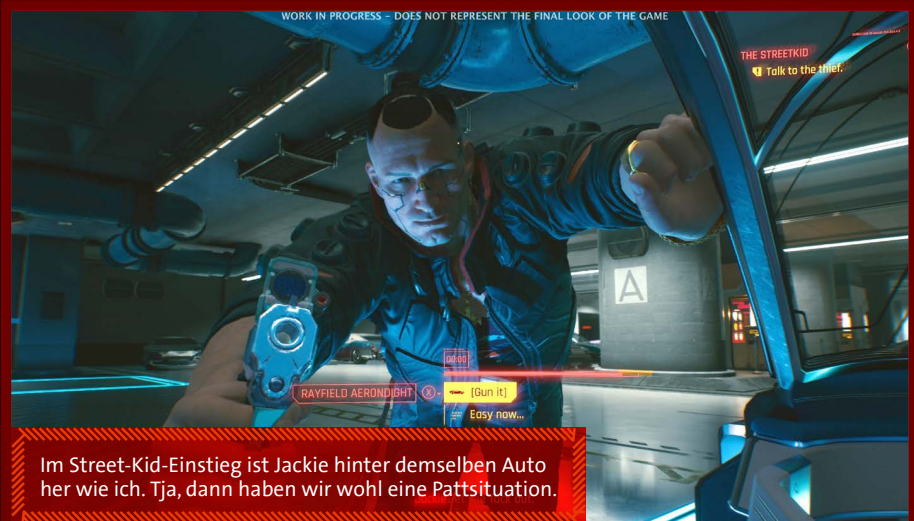 WORK IN PROGRESS – DOES NOT REPRESENT THE FINAL LOOK OF THE GAME
THE STREETKID
Talk to the thief.
A
00:00
RAYFIELD AERONDIGHT X - [Gun it]
Easy now...
Im Street-Kid-Einstieg ist Jackie hinter demselben Auto
her wie ich. Tja, dann haben wir wohl eine Pattsituation.